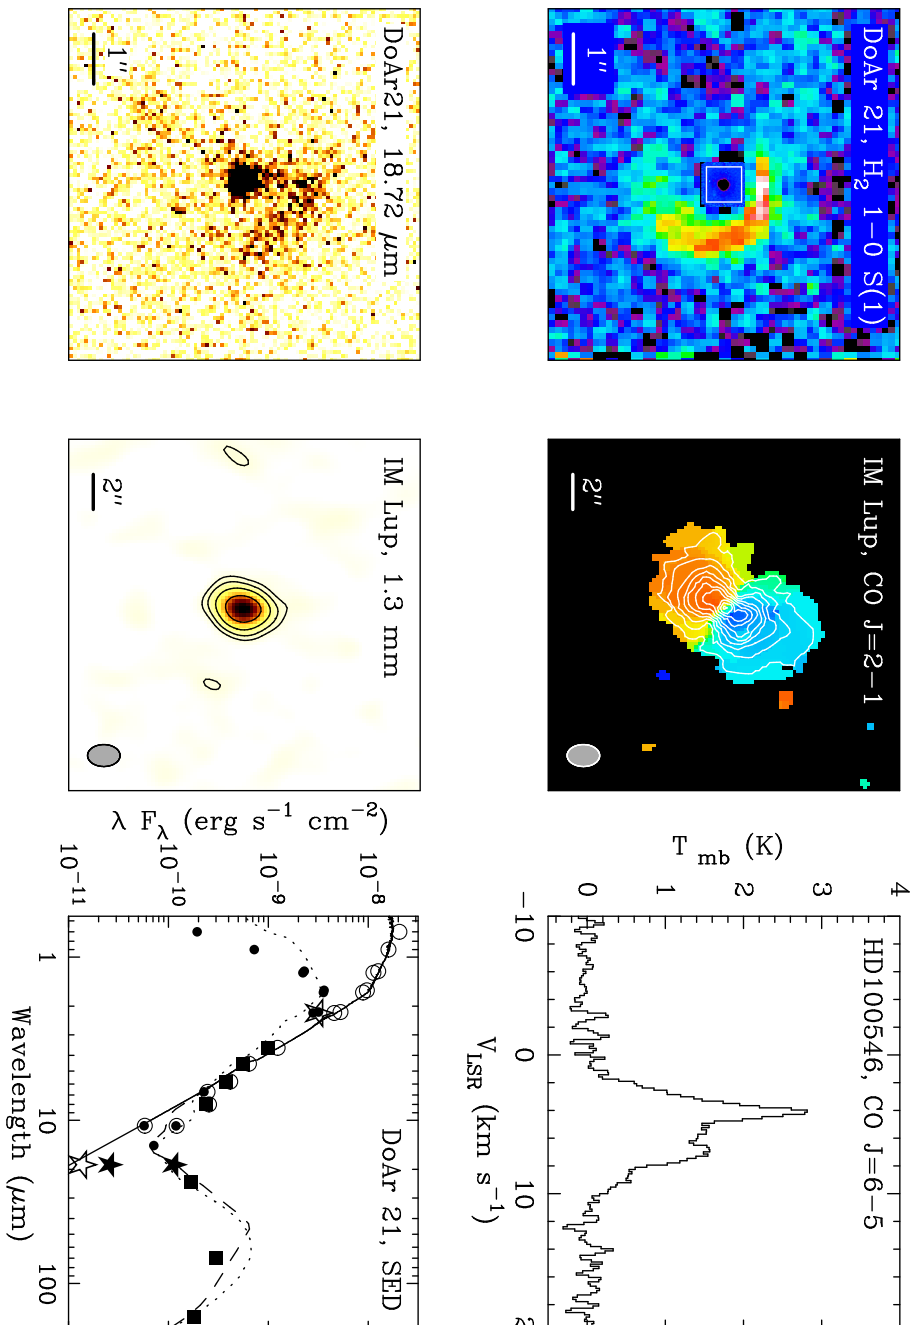 DoAr 21, H2 1−0 S(1)
1"
IM Lup, CO J=2−1
2"
HD100546, CO J=6−5
T mb (K)
4
3
2
1
0
−10
0
10
VLSR (km s−1)
DoAr21, 18.72 μm
1"
IM Lup, 1.3 mm
2"
DoAr 21, SED
λ Fλ (erg s−1 cm−2)
10−8
10−9
10−10
10−11
1
10
100
Wavelength (μm)